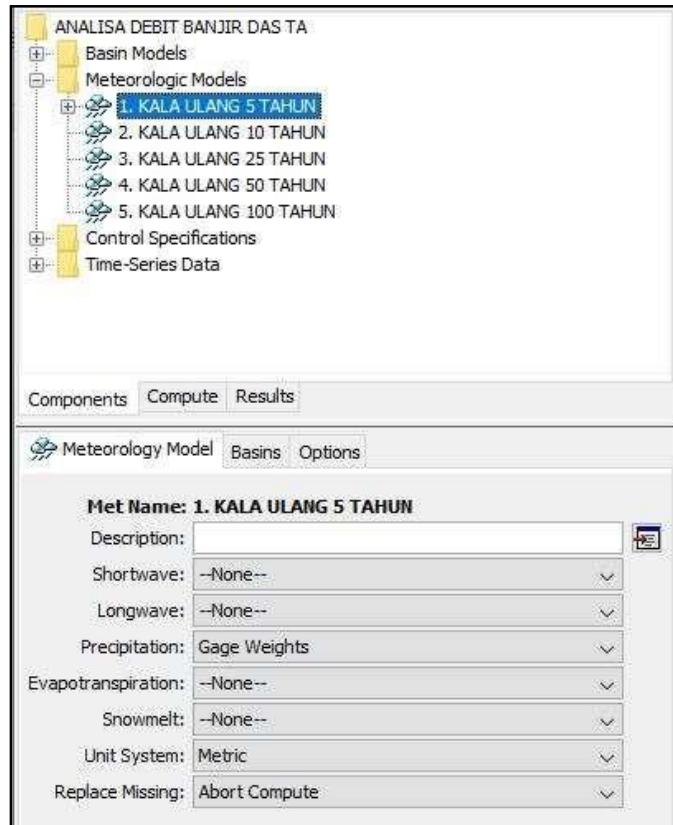 ANALISA DEBIT BANJIR DAS TA
Basin Models
Meteorologic Models
1. KALA ULANG 5 TAHUN
2. KALA ULANG 10 TAHUN
3. KALA ULANG 25 TAHUN
4. KALA ULANG 50 TAHUN
5. KALA ULANG 100 TAHUN
Control Specifications
Time-Series Data
Components Compute Results
Meteorology Model Basins Options
Met Name: 1. KALA ULANG 5 TAHUN
Description:
Shortwave: --None--
Longwave: --None--
Precipitation: Gage Weights
Evapotranspiration: --None--
Snowmelt: --None--
Unit System: Metric
Replace Missing: Abort Compute